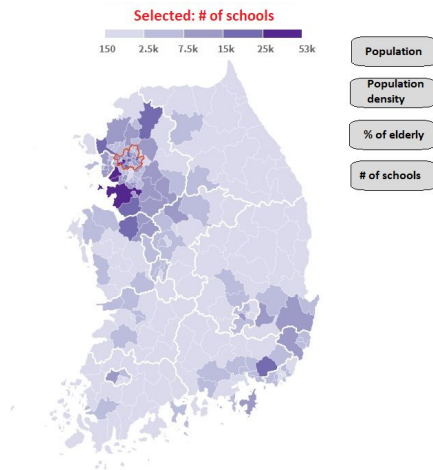 Selected: # of schools
150 2.5k 7.5k 15k 25k 53k
Population
Population
density
% of elderly
# of schools